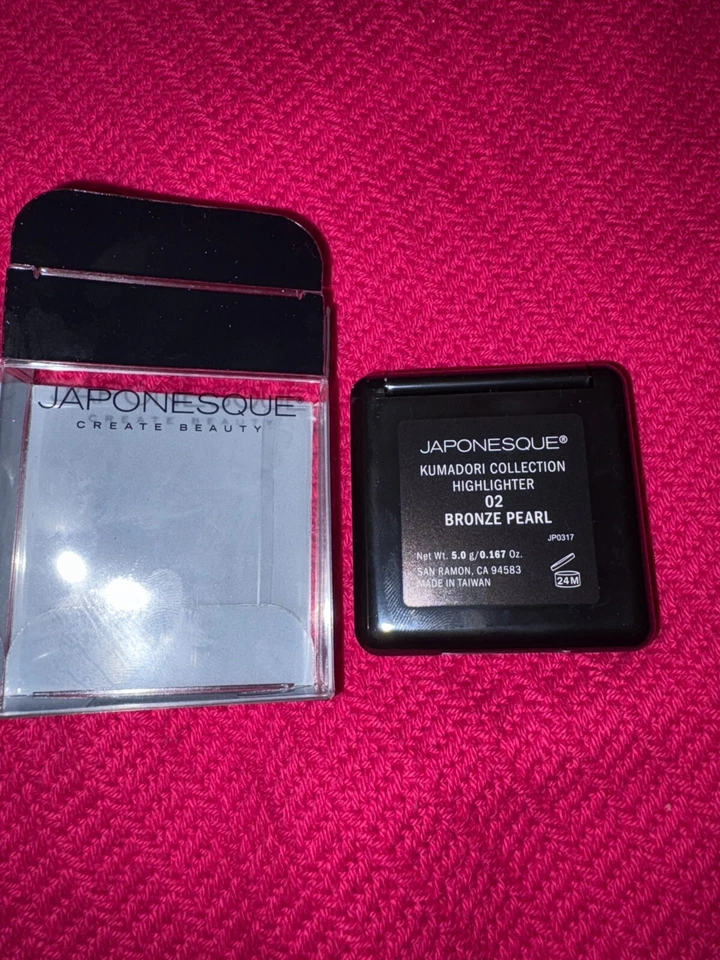 JAPONESQUE®
CREATE BEAUTY
JAPONESQUE®
KUMADORI COLLECTION
HIGHLIGHTER
02
BRONZE PEARL
JP0317
Net Wt. 5.0 g/0.167 Oz.
SAN RAMON, CA 94583
MADE IN TAIWAN
24M